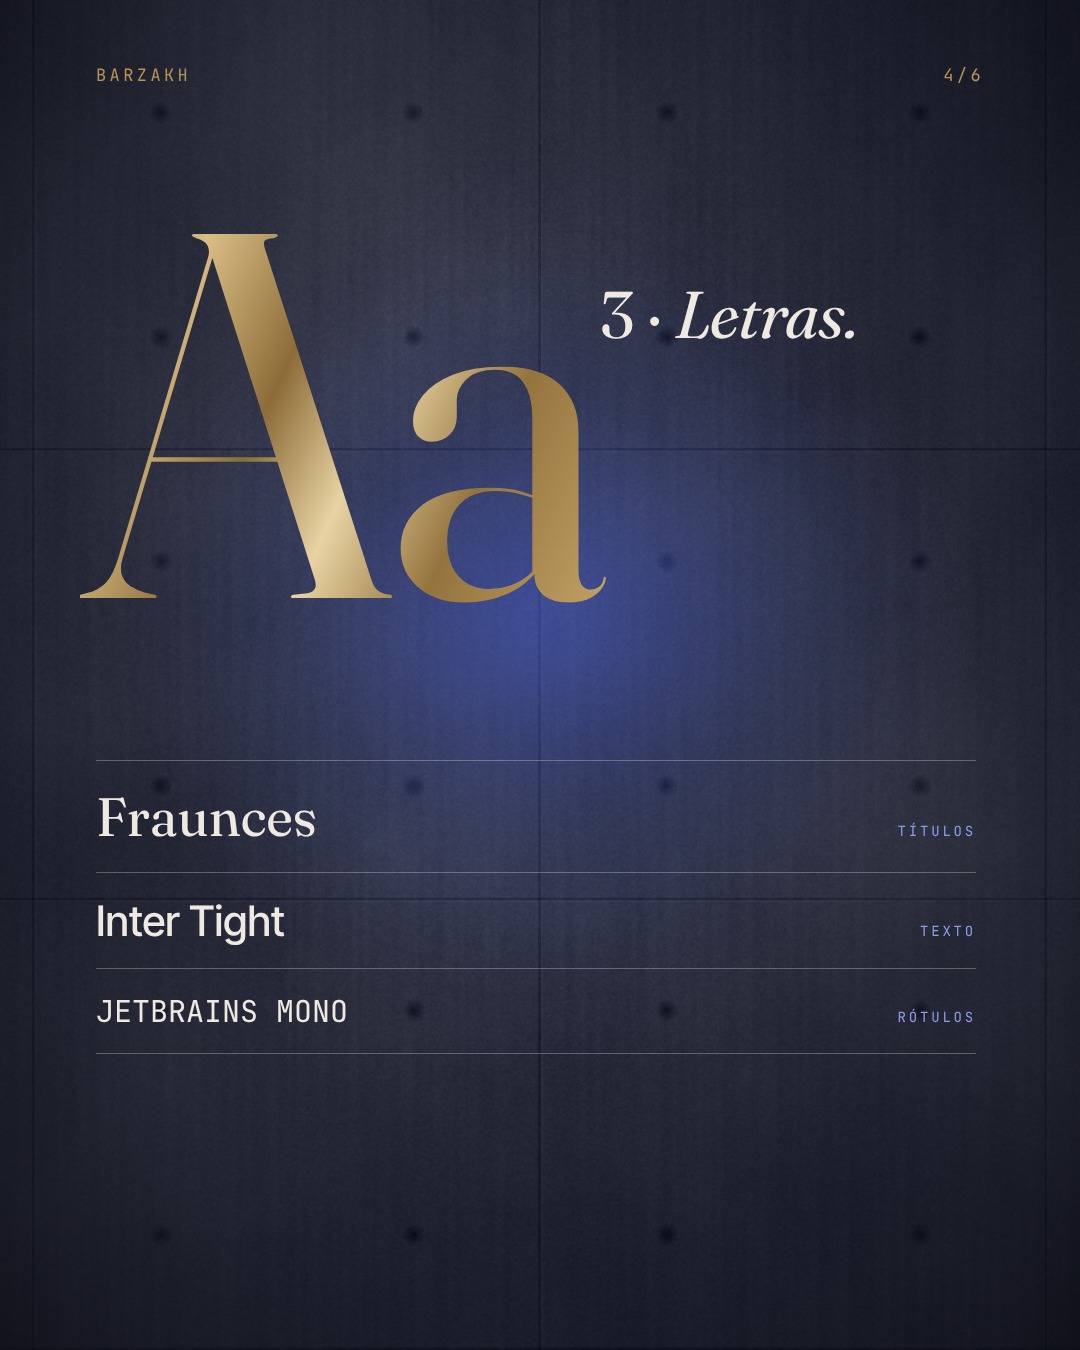 BARZAKH
4/6
Aa
3 · Letras.
Fraunces
TÍTULOS
Inter Tight
TEXTO
JETBRAINS MONO
RÓTULOS